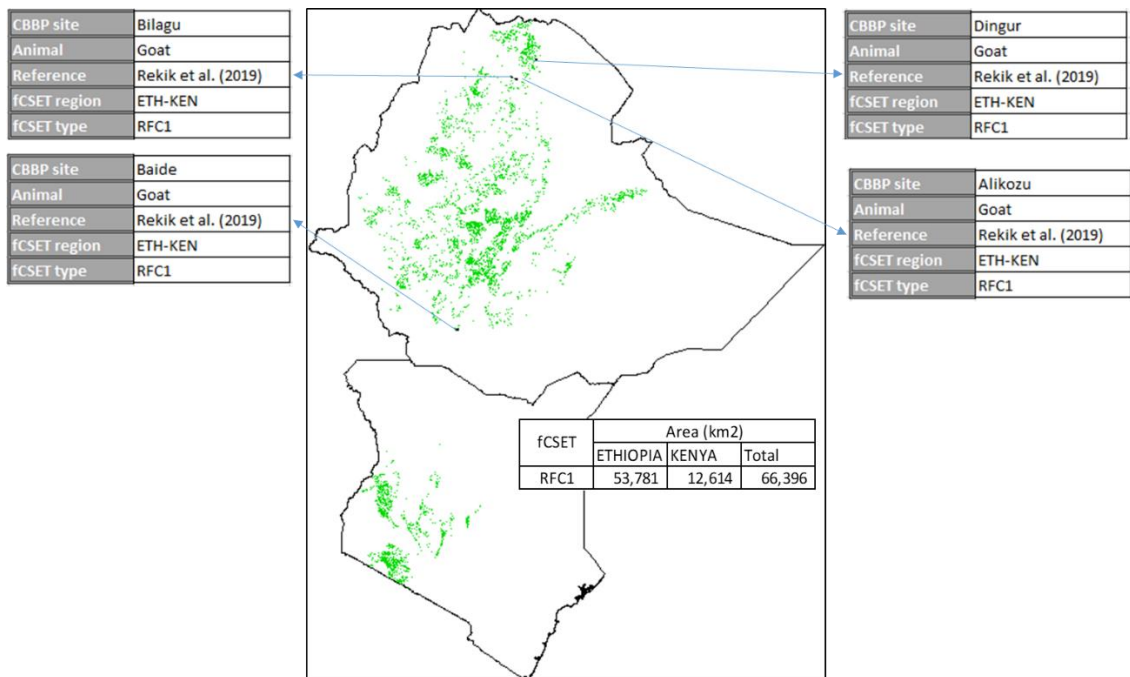 CBBP site Bilagu
Animal Goat
Reference Rekik et al. (2019)
fCSET region ETH-KEN
fCSET type RFC1
CBBP site Baide
Animal Goat
Reference Rekik et al. (2019)
fCSET region ETH-KEN
fCSET type RFC1
CBBP site Dingur
Animal Goat
Reference Rekik et al. (2019)
fCSET region ETH-KEN
fCSET type RFC1
CBBP site Alikozu
Animal Goat
Reference Rekik et al. (2019)
fCSET region ETH-KEN
fCSET type RFC1
fCSET Area (km2)
ETHIOPIA KENYA Total
RFC1 53,781 12,614 66,396